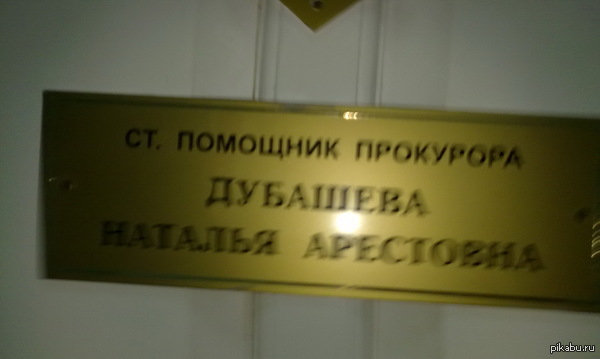 СТ. ПОМОЩНИК ПРОКУРОРА
ДУБАШЕВА
НАТАЛЬЯ АРЕСТОВНА
pikabu.ru